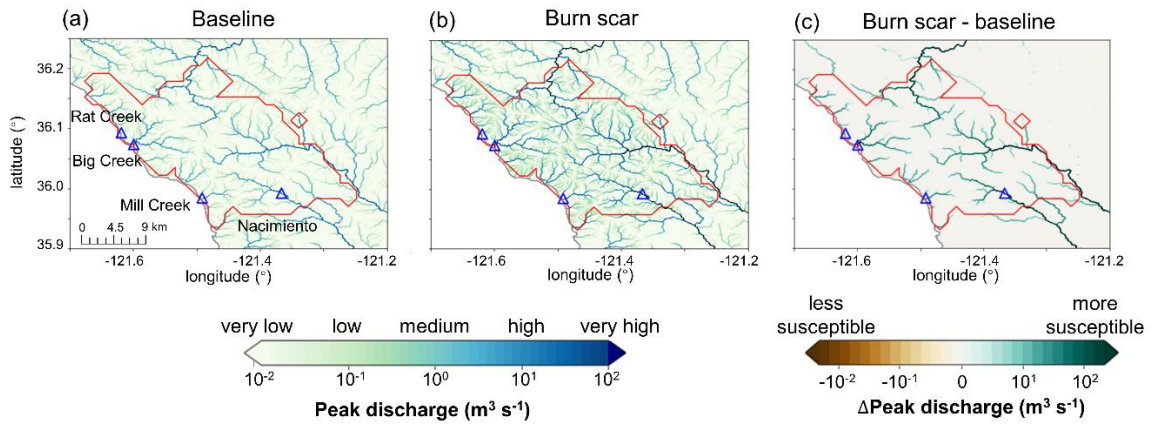 (a) Baseline
(b) Burn scar
(c) Burn scar - baseline
latitude (°)
36.2
36.1
36.0
35.9
Rat Creek
Big Creek
Mill Creek
Nacimiento
0 4.5 9 km
-121.6 -121.4 -121.2
longitude (°)
-121.6 -121.4 -121.2
longitude (°)
-121.6 -121.4 -121.2
longitude (°)
very low low medium high very high
10⁻² 10⁻¹ 10⁰ 10¹ 10²
Peak discharge (m³ s⁻¹)
less susceptible
more susceptible
-10⁻² -10⁻¹ 0 10¹ 10²
ΔPeak discharge (m³ s⁻¹)